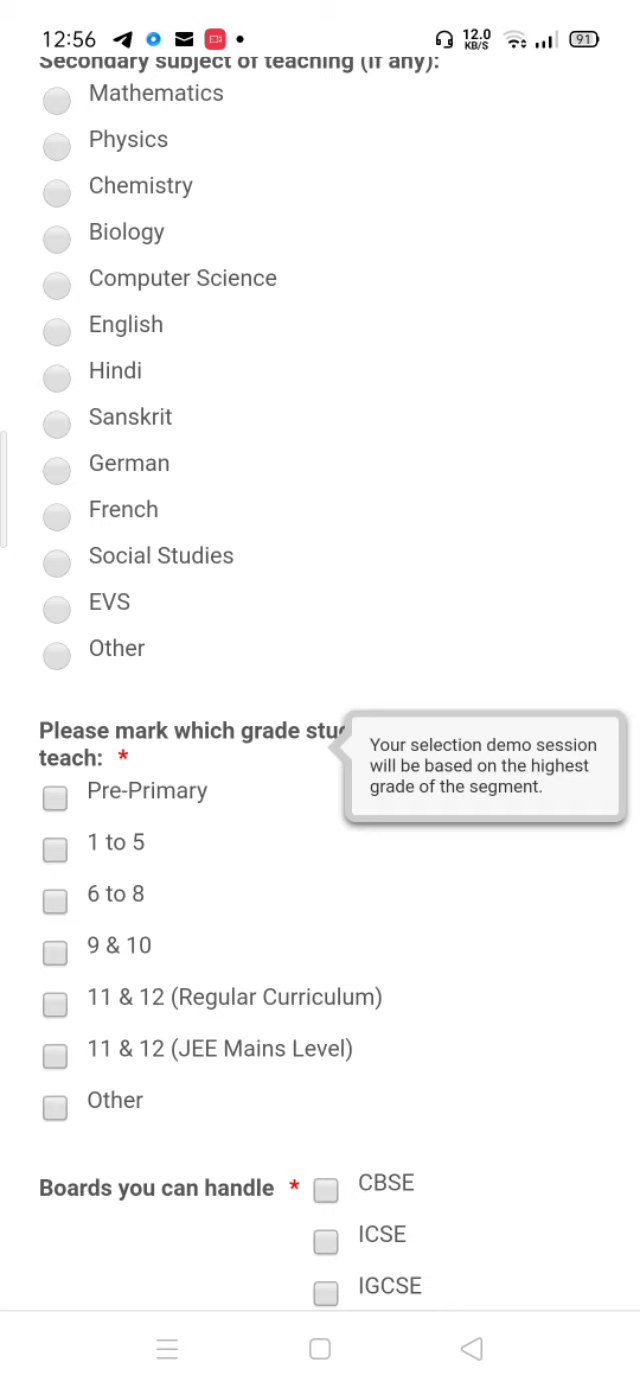 12:56
12.0
KB/S
91
Secondary subject of teaching (if any):
Mathematics
Physics
Chemistry
Biology
Computer Science
English
Hindi
Sanskrit
German
French
Social Studies
EVS
Other
Please mark which grade
teach: *
Your selection demo session
will be based on the highest
grade of the segment.
Pre-Primary
1 to 5
6 to 8
9 & 10
11 & 12 (Regular Curriculum)
11 & 12 (JEE Mains Level)
Other
Boards you can handle *
CBSE
ICSE
IGCSE